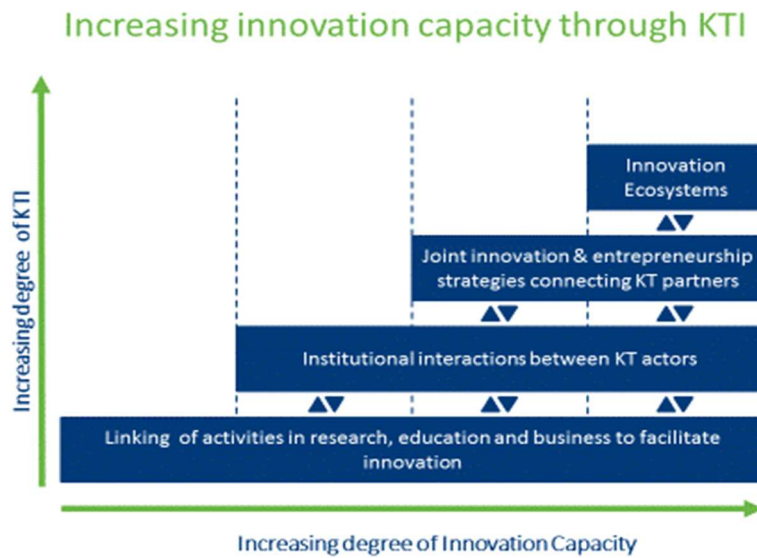 Increasing innovation capacity through KTI
Increasing degree of KTI
Innovation
Ecosystems
Joint innovation & entrepreneurship
strategies connecting KT partners
Institutional interactions between KT actors
Linking of activities in research, education and business to facilitate
innovation
Increasing degree of Innovation Capacity